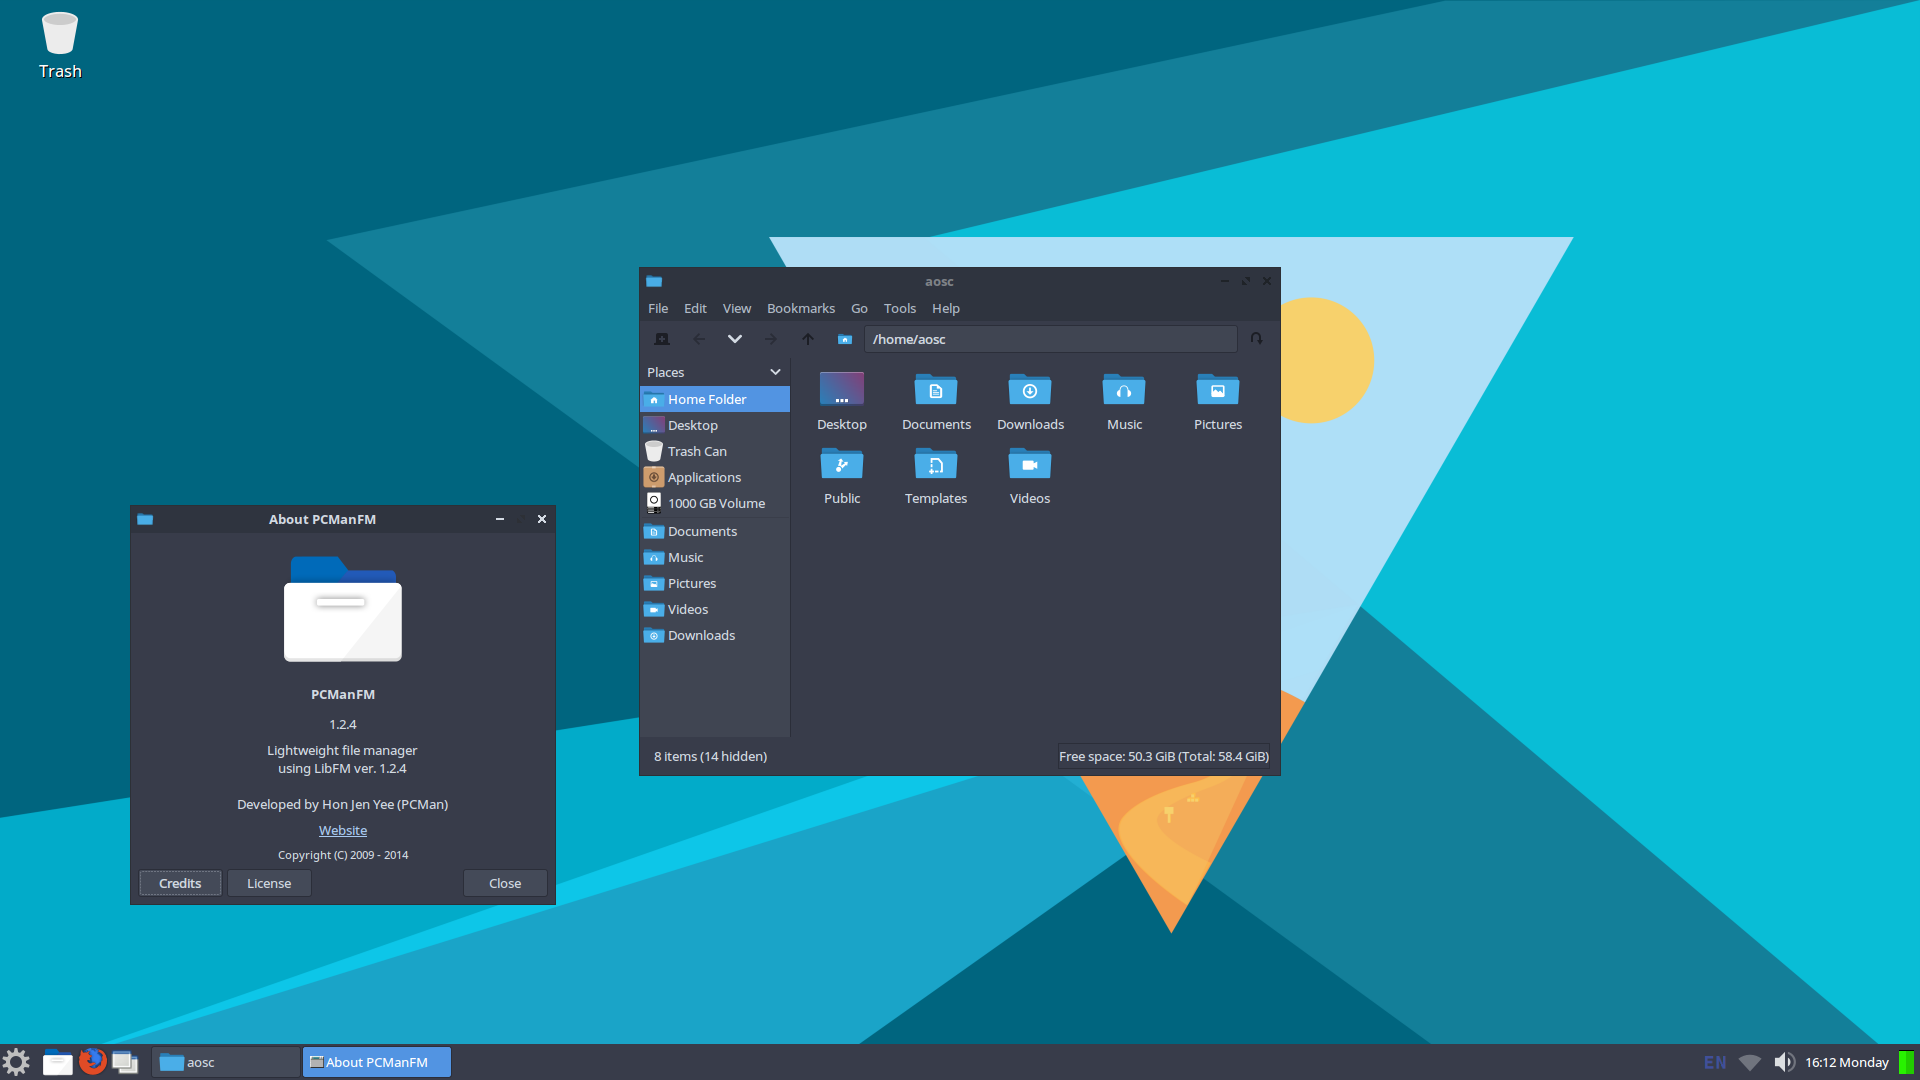 Trash
aosc
File Edit View Bookmarks Go Tools Help
/home/aosc
Places
Home Folder
Desktop
Trash Can
Applications
1000 GB Volume
Documents
Music
Pictures
Videos
Downloads
Desktop Documents Downloads Music Pictures
Public Templates Videos
8 items (14 hidden) Free space: 50.3 GiB (Total: 58.4 GiB)
About PCManFM
PCManFM
1.2.4
Lightweight file manager
using LibFM ver. 1.2.4
Developed by Hon Jen Yee (PCMan)
Website
Copyright (C) 2009 - 2014
Credits License Close
aosc About PCManFM EN 16:12 Monday